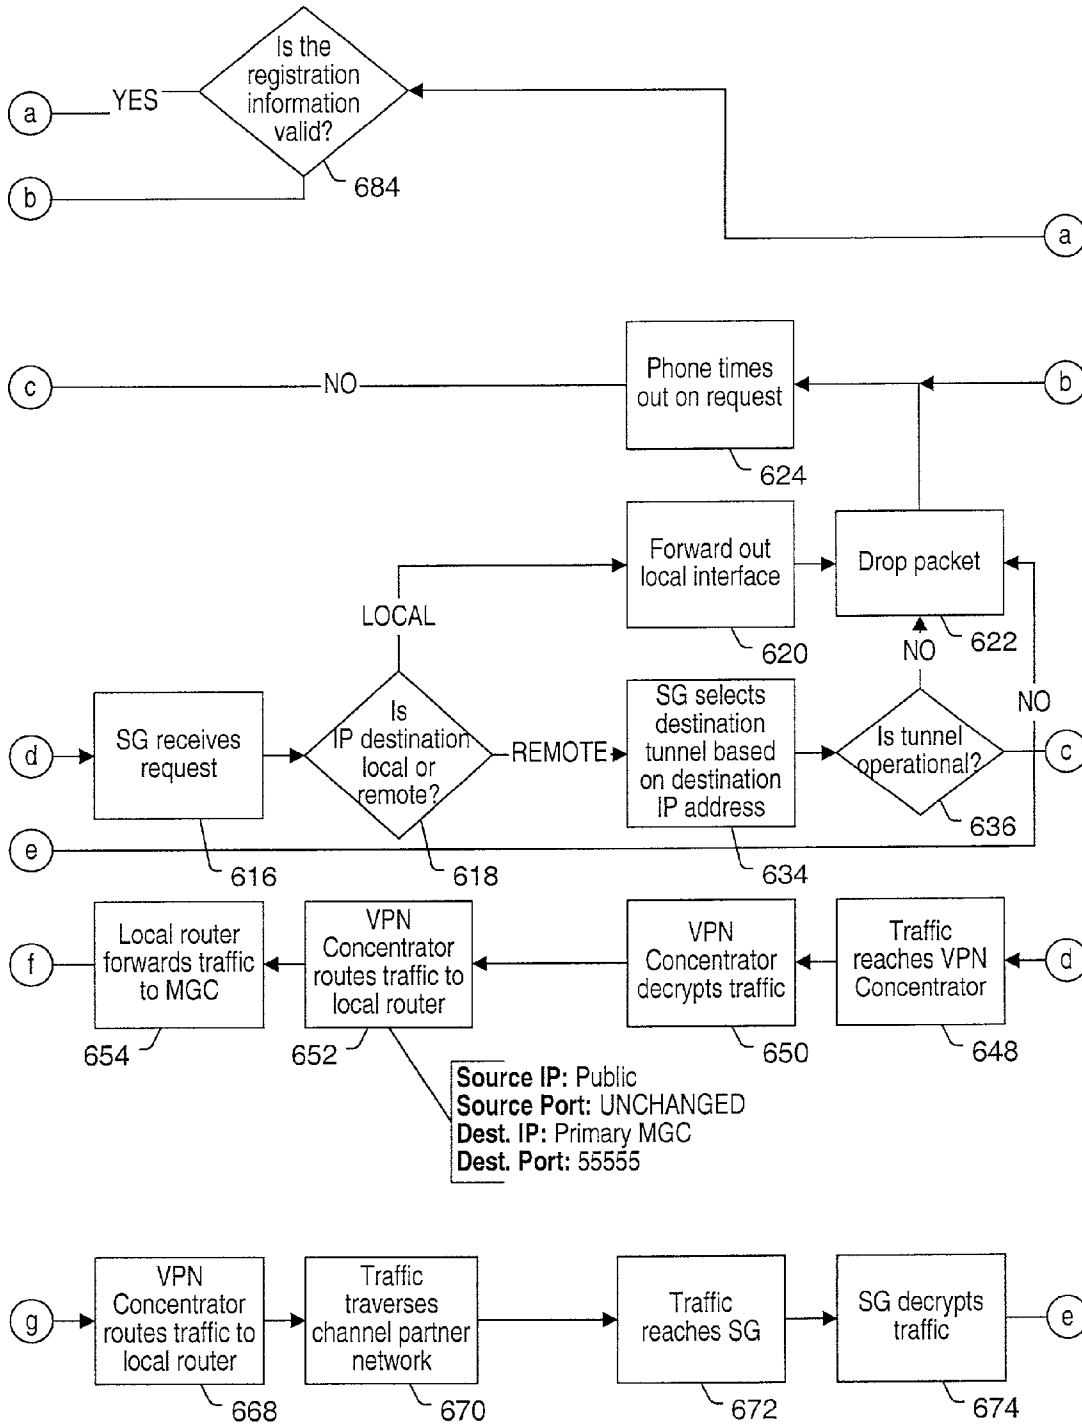 Is the
registration
information
valid?
YES
a
684
b
a
Phone times
out on request
624
c
NO
b
Forward out
local interface
620
Drop packet
622
LOCAL
NO
NO
d
SG receives
request
616
Is
IP destination
local or
remote?
618
REMOTE
SG selects
destination
tunnel based
on destination
IP address
634
Is tunnel
operational?
636
c
e
f
Local router
forwards traffic
to MGC
654
VPN
Concentrator
routes traffic to
local router
652
VPN
Concentrator
decrypts traffic
650
Traffic
reaches VPN
Concentrator
648
d
Source IP: Public
Source Port: UNCHANGED
Dest. IP: Primary MGC
Dest. Port: 55555
g
VPN
Concentrator
routes traffic to
local router
668
Traffic
traverses
channel partner
network
670
Traffic
reaches SG
672
SG decrypts
traffic
674
e